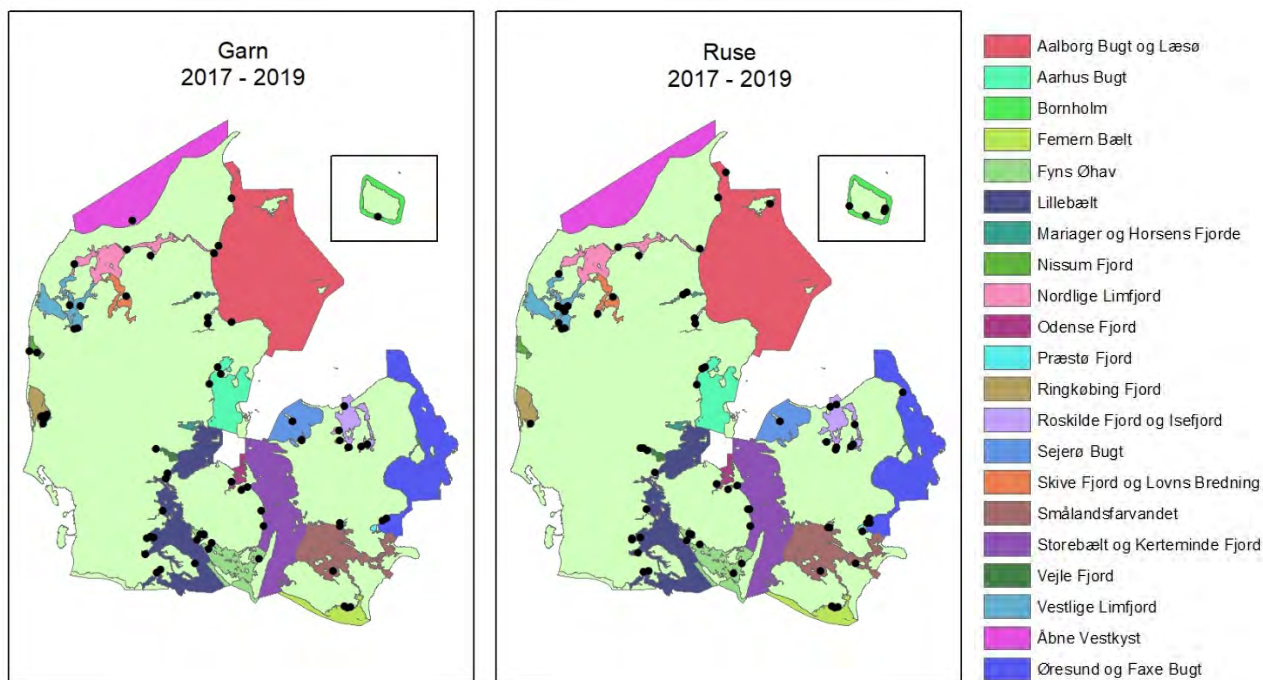 Garn
2017 - 2019
Ruse
2017 - 2019
Aalborg Bugt og Læsø
Aarhus Bugt
Bornholm
Femern Bælt
Fyns Øhav
Lillebælt
Mariager og Horsens Fjorde
Nissum Fjord
Nordlige Limfjord
Odense Fjord
Præstø Fjord
Ringkøbing Fjord
Roskilde Fjord og Isefjord
Sejerø Bugt
Skive Fjord og Lovns Bredning
Smålandsfarvandet
Storebælt og Kerteminde Fjord
Vejle Fjord
Vestlige Limfjord
Åbne Vestkyst
Øresund og Faxe Bugt